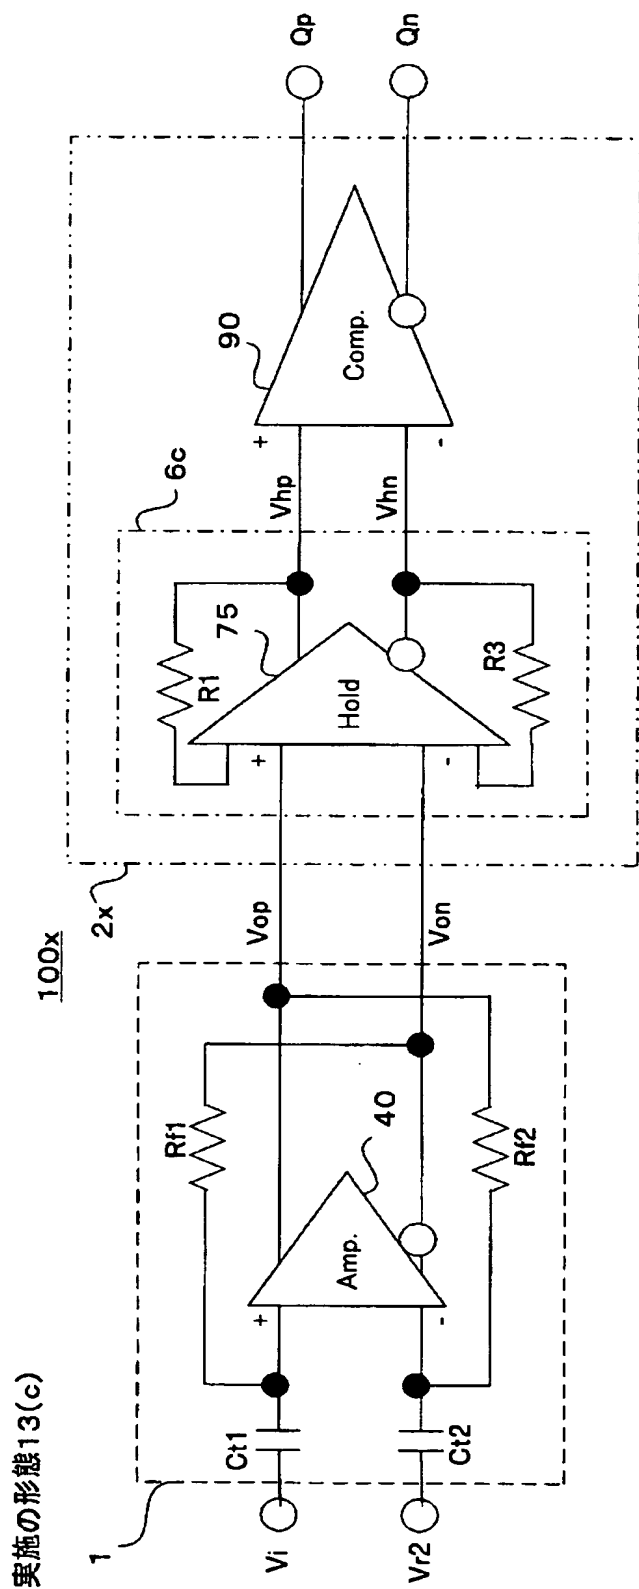 実施の形態13(c)
100x
1
2x
6c
Vi
Vr2
Ct1
Ct2
Rf1
Rf2
+
-
Amp.
40
Vop
Von
R1
R3
75
+
-
Hold
Vhp
Vhn
90
+
-
Comp.
Qp
Qn